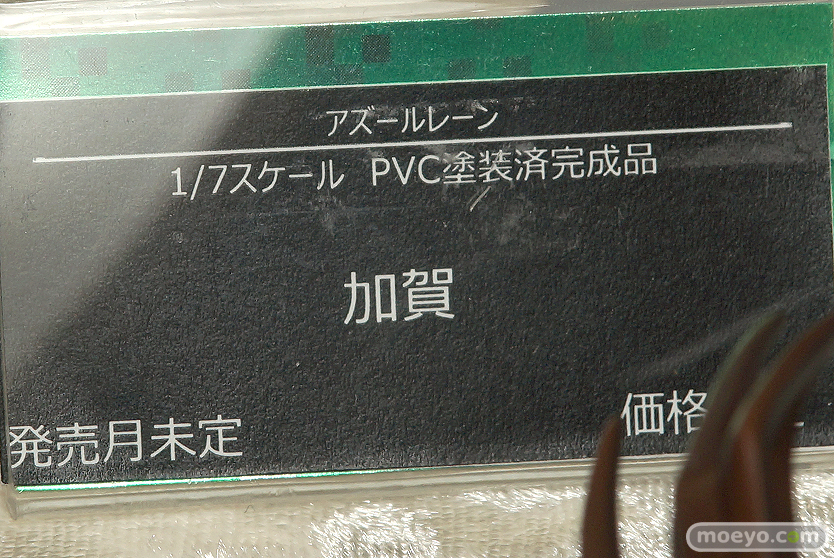 アズールレーン
1/7スケール PVC塗装済完成品
加賀
発売月未定
価格
moeyo.com